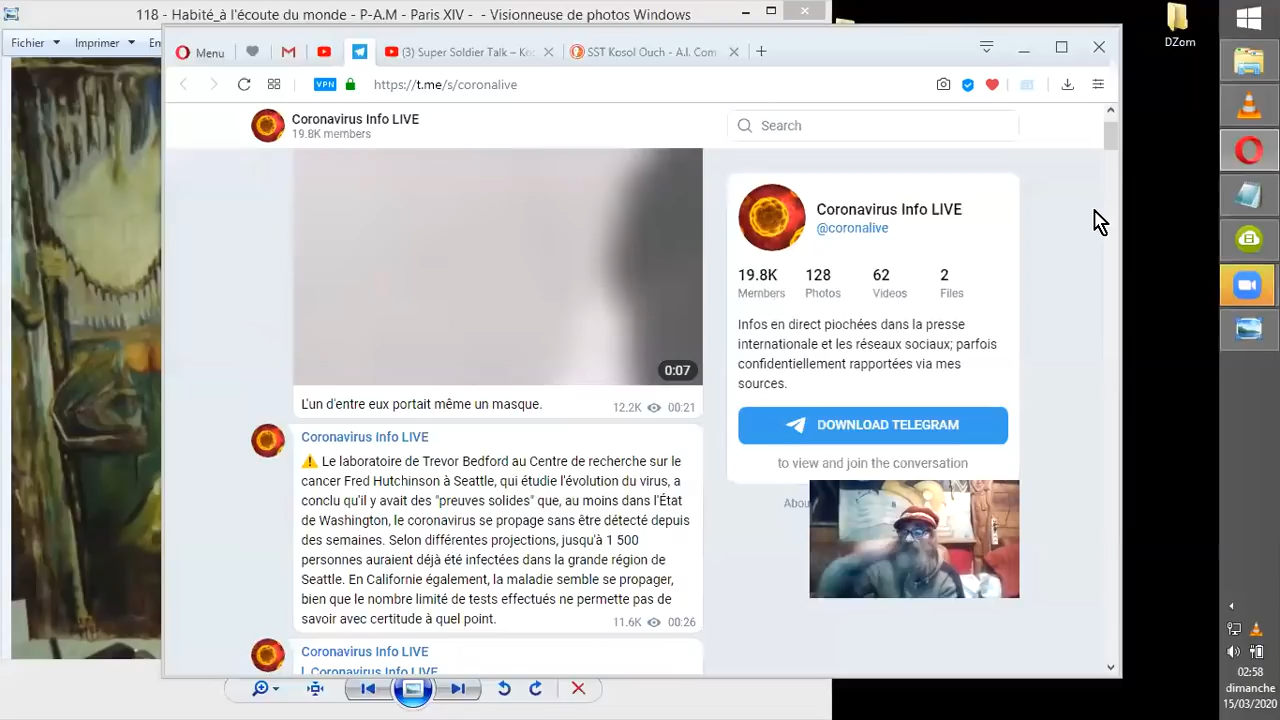 118 - Habité_à l'écoute du monde - P-A-M - Paris XIV - - Visionneuse de photos Windows
Fichier
Imprimer
DZom
Menu
(3) Super Soldier Talk – Ke
SST Kosol Ouch - A.I. Com
VPN
https://t.me/s/coronalive
Coronavirus Info LIVE
19.8K members
Search
0:07
L'un d'entre eux portait même un masque.
12.2K 00:21
Coronavirus Info LIVE
⚠ Le laboratoire de Trevor Bedford au Centre de recherche sur le
cancer Fred Hutchinson à Seattle, qui étudie l'évolution du virus, a
conclu qu'il y avait des "preuves solides" que, au moins dans l'État
de Washington, le coronavirus se propage sans être détecté depuis
des semaines. Selon différentes projections, jusqu'à 1 500
personnes auraient déjà été infectées dans la grande région de
Seattle. En Californie également, la maladie semble se propager,
bien que le nombre limité de tests effectués ne permette pas de
savoir avec certitude à quel point.
11.6K 00:26
Coronavirus Info LIVE
Coronavirus Info LIVE
Coronavirus Info LIVE
@coronalive
19.8K 128 62 2
Members Photos Videos Files
Infos en direct piochées dans la presse
internationale et les réseaux sociaux; parfois
confidentiellement rapportées via mes
sources.
DOWNLOAD TELEGRAM
to view and join the conversation
Abou
02:58
dimanche
15/03/2020